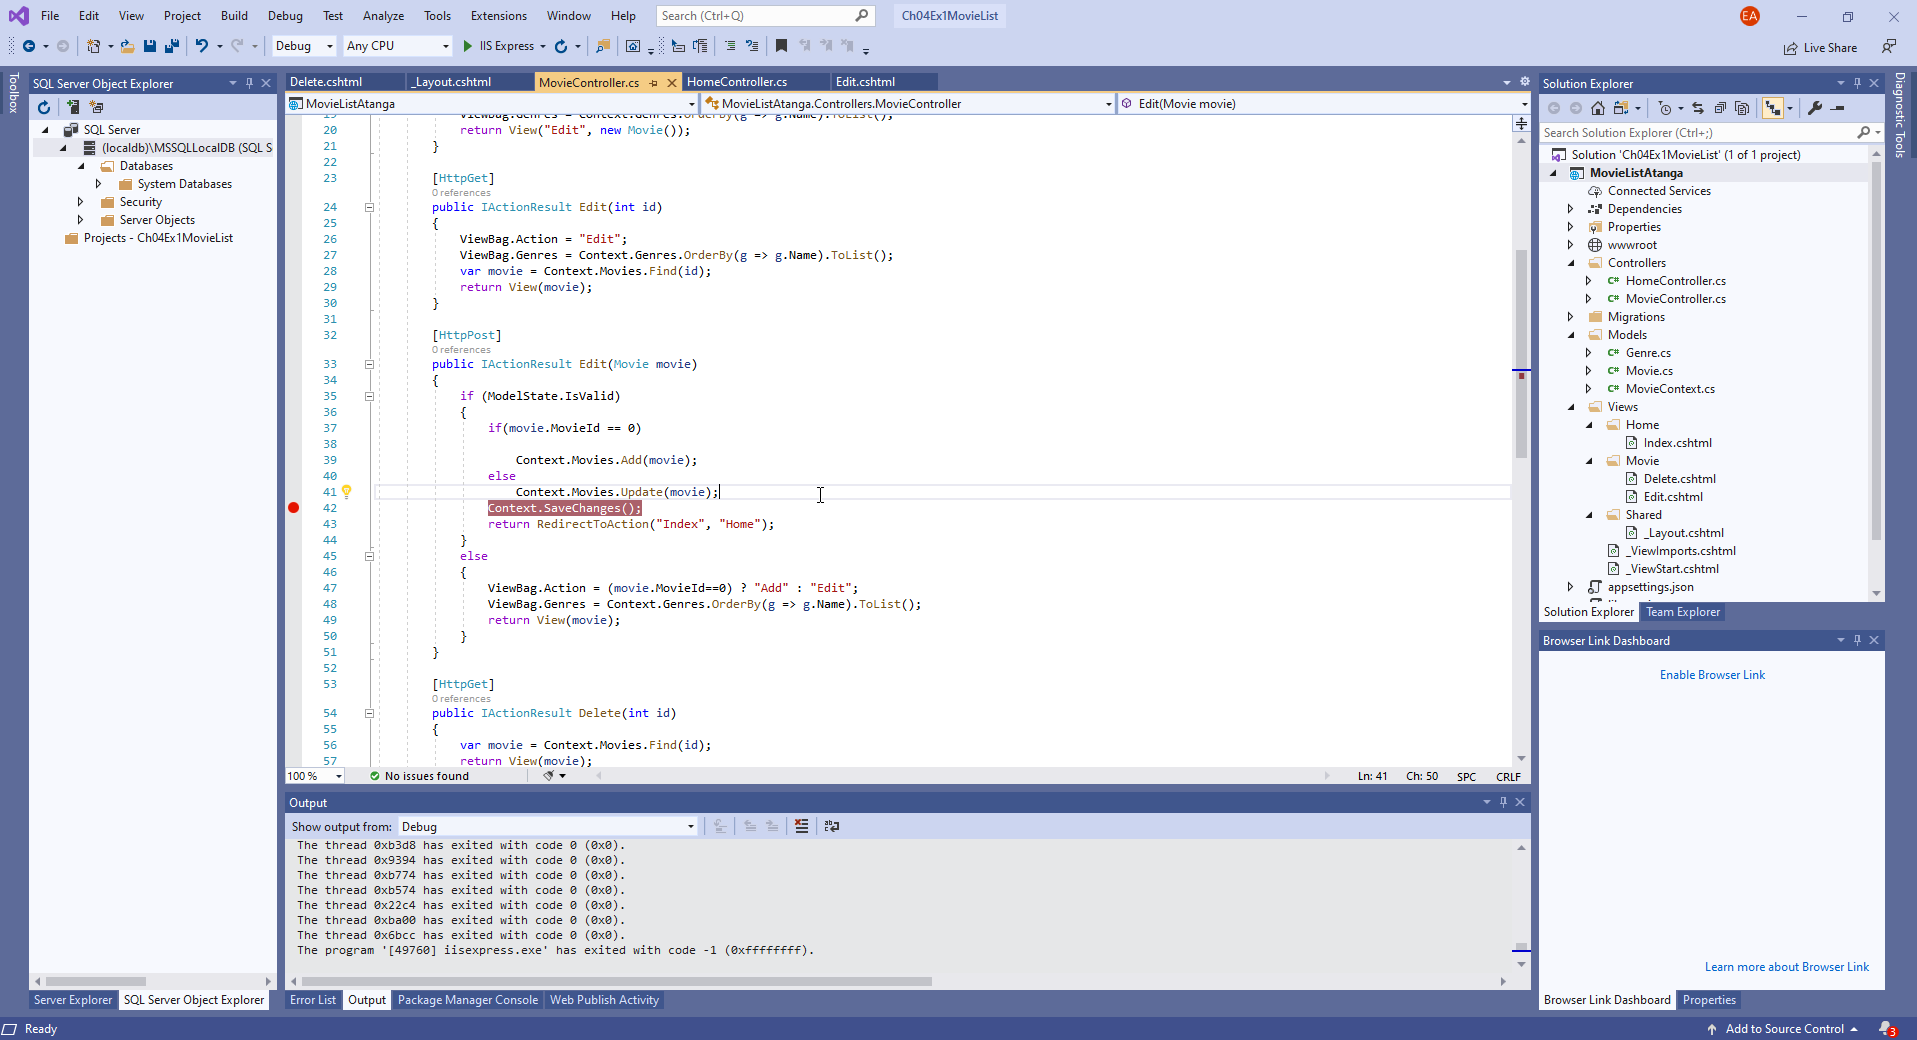 File Edit View Project Build Debug Test Analyze Tools Extensions Window Help Search (Ctrl+Q) Ch04Ex1MovieList EA
Debug Any CPU IIS Express Live Share
Toolbox
SQL Server Object Explorer
SQL Server
(localdb)\MSSQLLocalDB (SQL S
Databases
System Databases
Security
Server Objects
Projects - Ch04Ex1MovieList
Server Explorer SQL Server Object Explorer
Delete.cshtml _Layout.cshtml MovieController.cs HomeController.cs Edit.cshtml
MovieListAtanga MovieListAtanga.Controllers.MovieController Edit(Movie movie)
19 ViewBag.Genres = Context.Genres.OrderBy(g => g.Name).ToList();
20 return View("Edit", new Movie());
21 }
22
23 [HttpGet]
0 references
24 public IActionResult Edit(int id)
25 {
26 ViewBag.Action = "Edit";
27 ViewBag.Genres = Context.Genres.OrderBy(g => g.Name).ToList();
28 var movie = Context.Movies.Find(id);
29 return View(movie);
30 }
31
32 [HttpPost]
0 references
33 public IActionResult Edit(Movie movie)
34 {
35 if (ModelState.IsValid)
36 {
37 if(movie.MovieId == 0)
38
39 Context.Movies.Add(movie);
40 else
41 Context.Movies.Update(movie);
42 Context.SaveChanges();
43 return RedirectToAction("Index", "Home");
44 }
45 else
46 {
47 ViewBag.Action = (movie.MovieId==0) ? "Add" : "Edit";
48 ViewBag.Genres = Context.Genres.OrderBy(g => g.Name).ToList();
49 return View(movie);
50 }
51 }
52
53 [HttpGet]
0 references
54 public IActionResult Delete(int id)
55 {
56 var movie = Context.Movies.Find(id);
57 return View(movie);
100 % No issues found Ln: 41 Ch: 50 SPC CRLF
Output
Show output from: Debug
The thread 0xb3d8 has exited with code 0 (0x0).
The thread 0x9394 has exited with code 0 (0x0).
The thread 0xb774 has exited with code 0 (0x0).
The thread 0xb574 has exited with code 0 (0x0).
The thread 0x22c4 has exited with code 0 (0x0).
The thread 0xba00 has exited with code 0 (0x0).
The thread 0x6bcc has exited with code 0 (0x0).
The program '[49760] iisexpress.exe' has exited with code -1 (0xffffffff).
Error List Output Package Manager Console Web Publish Activity
Solution Explorer
Search Solution Explorer (Ctrl+;)
Solution 'Ch04Ex1MovieList' (1 of 1 project)
MovieListAtanga
Connected Services
Dependencies
Properties
wwwroot
Controllers
C# HomeController.cs
C# MovieController.cs
Migrations
Models
C# Genre.cs
C# Movie.cs
C# MovieContext.cs
Views
Home
Index.cshtml
Movie
Delete.cshtml
Edit.cshtml
Shared
_Layout.cshtml
_ViewImports.cshtml
_ViewStart.cshtml
appsettings.json
Solution Explorer Team Explorer
Browser Link Dashboard
Enable Browser Link
Learn more about Browser Link
Browser Link Dashboard Properties
Diagnostic Tools
Ready Add to Source Control 3